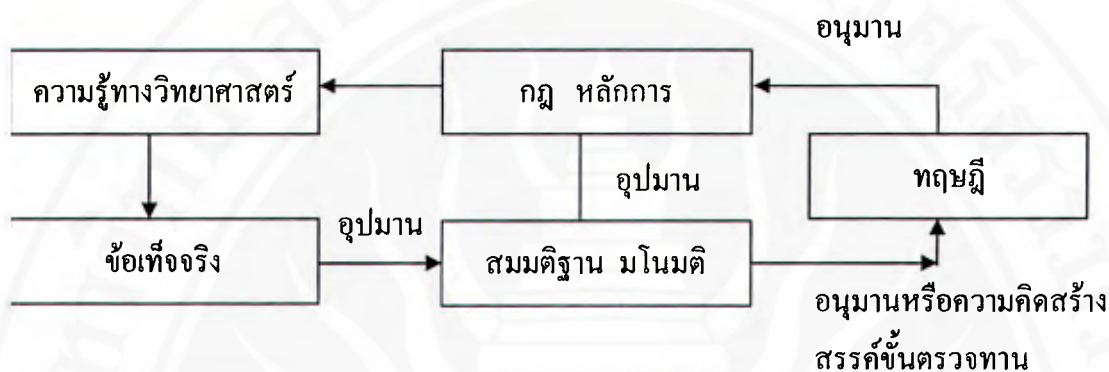 อนุมาน
ความรู้ทางวิทยาศาสตร์
กฎ หลักการ
อุปมาน
ทฤษฎี
อุปมาน
ข้อเท็จจริง
สมมติฐาน มโนมติ
อนุมานหรือความคิดสร้าง
สรรค์ขั้นตรวจทาน